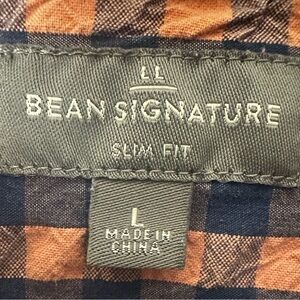 LL
BEAN SIGNATURE
SLIM FIT
L
MADE IN
CHINA